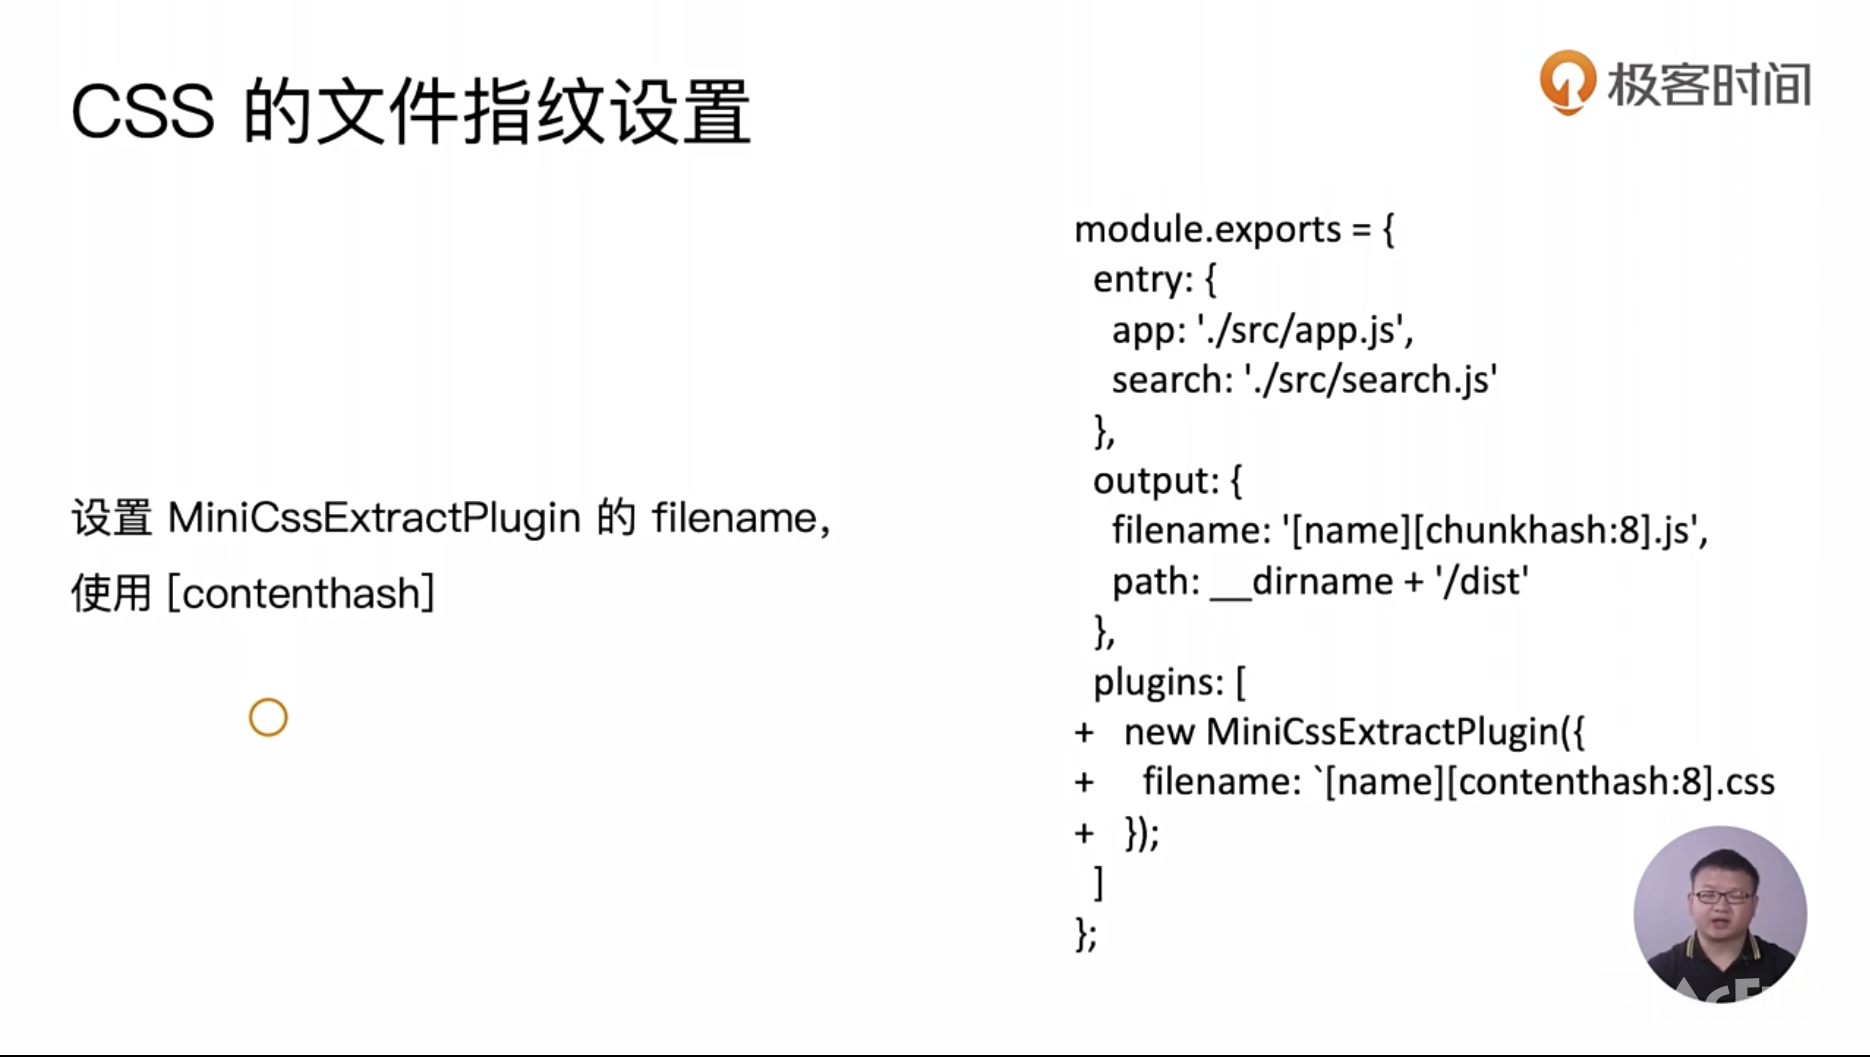 CSS 的文件指纹设置
极客时间
设置 MiniCssExtractPlugin 的 filename，
使用 [contenthash]
module.exports = {
entry: {
app: './src/app.js',
search: './src/search.js'
},
output: {
filename: '[name][chunkhash:8].js',
path: __dirname + '/dist'
},
plugins: [
+ new MiniCssExtractPlugin({
+ filename: `[name][contenthash:8].css
+ });
]
};